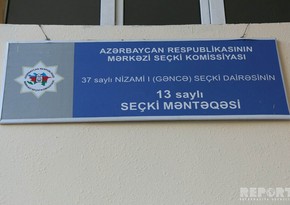 AZƏRBAYCAN RESPUBLİKASININ
MƏRKƏZİ SEÇKİ KOMİSSİYASI
37 saylı NİZAMİ I (GƏNCƏ) SEÇKİ DAİRƏSİNİN
13 saylı
SEÇKİ MƏNTƏQƏSİ
REPORT